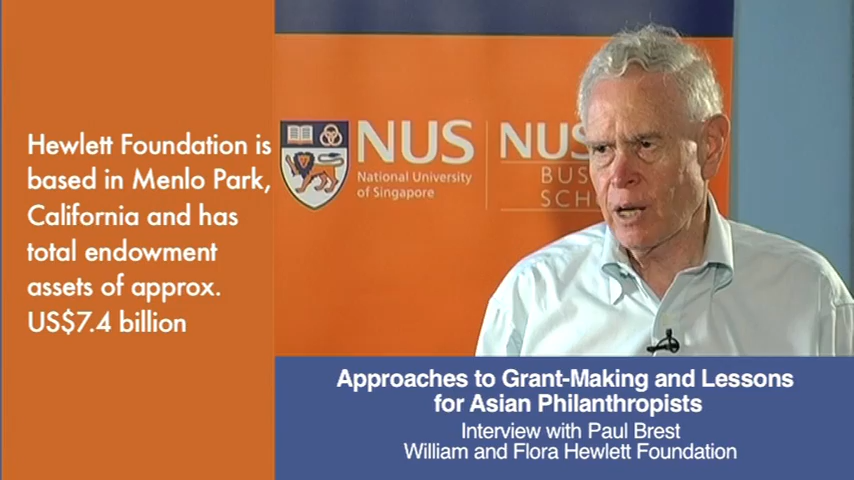 Hewlett Foundation is
based in Menlo Park,
California and has
total endowment
assets of approx.
US$7.4 billion
NUS
National University
of Singapore
NUS
BUS
SCH
Approaches to Grant-Making and Lessons
for Asian Philanthropists
Interview with Paul Brest
William and Flora Hewlett Foundation